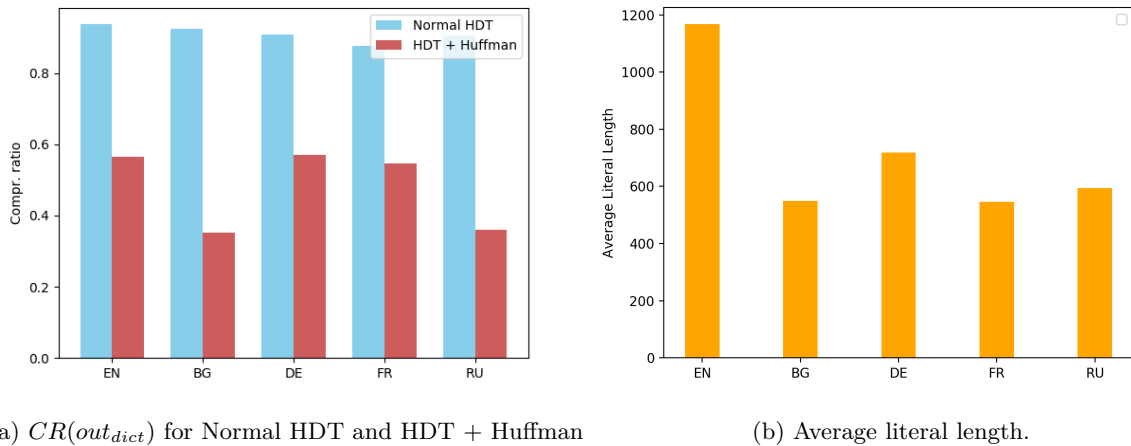 Compr. ratio
0.8
0.6
0.4
0.2
0.0
Normal HDT
HDT + Huffman
EN BG DE FR RU
a) CR(out_dict) for Normal HDT and HDT + Huffman
Average Literal Length
1200
1000
800
600
400
200
0
EN BG DE FR RU
(b) Average literal length.